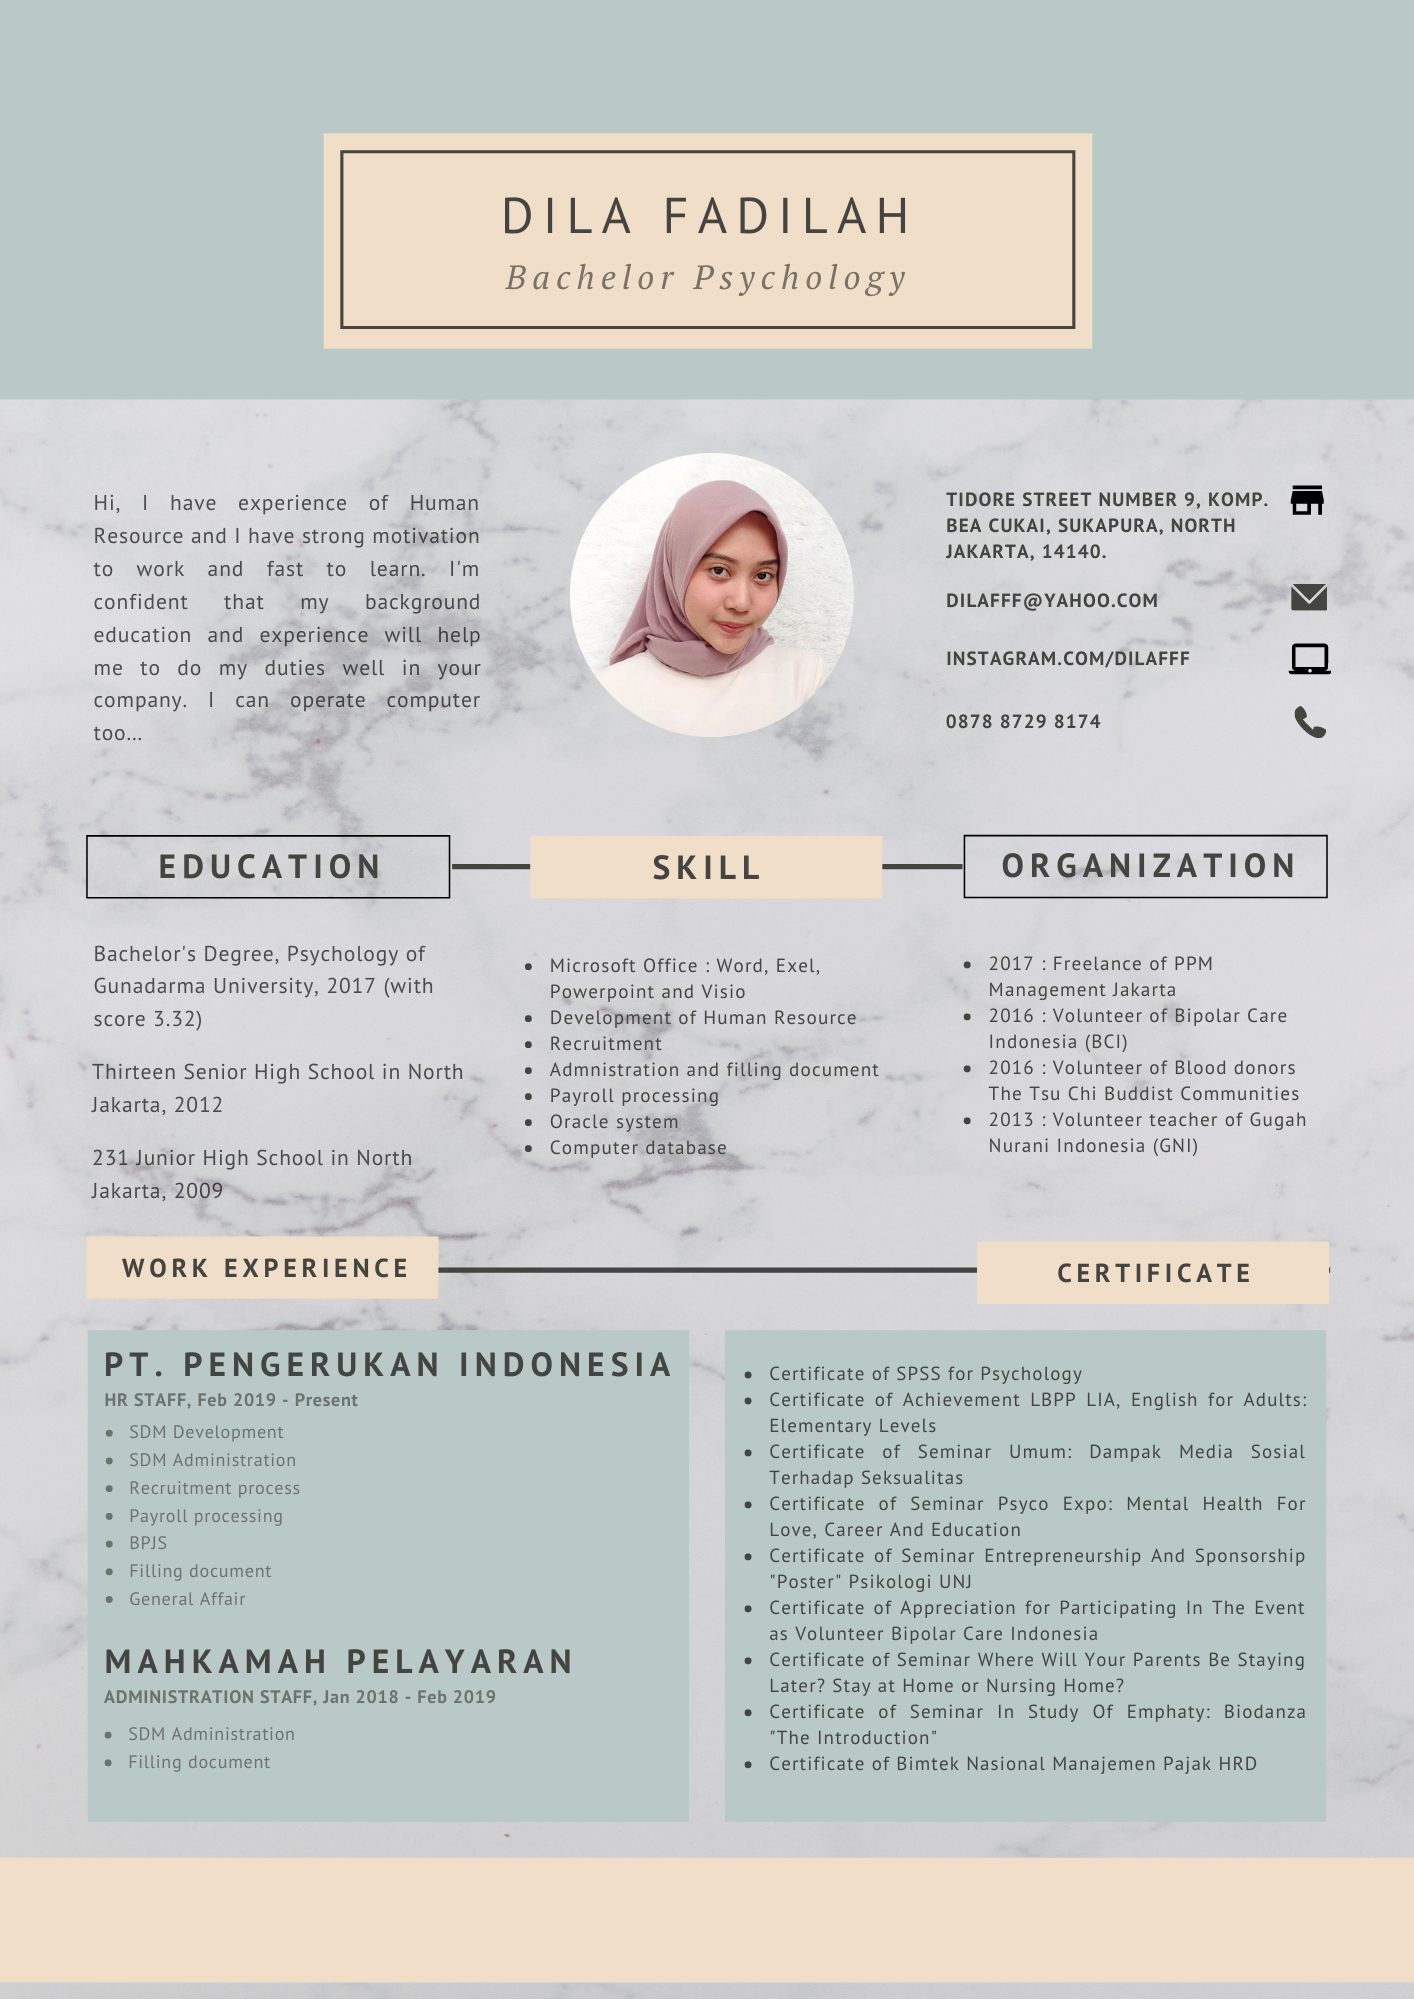 DILA FADILAH
Bachelor Psychology
Hi, I have experience of Human
Resource and I have strong motivation
to work and fast to learn. I'm
confident that my background
education and experience will help
me to do my duties well in your
company. I can operate computer
too...
TIDORE STREET NUMBER 9, KOMP.
BEA CUKAI, SUKAPURA, NORTH
JAKARTA, 14140.
DILAFFF@YAHOO.COM
INSTAGRAM.COM/DILAFFF
0878 8729 8174
EDUCATION
Bachelor's Degree, Psychology of
Gunadarma University, 2017 (with
score 3.32)
Thirteen Senior High School in North
Jakarta, 2012
231 Junior High School in North
Jakarta, 2009
SKILL
• Microsoft Office : Word, Exel,
Powerpoint and Visio
• Development of Human Resource
• Recruitment
• Admnistration and filling document
• Payroll processing
• Oracle system
• Computer database
ORGANIZATION
• 2017 : Freelance of PPM
Management Jakarta
• 2016 : Volunteer of Bipolar Care
Indonesia (BCI)
• 2016 : Volunteer of Blood donors
The Tsu Chi Buddist Communities
• 2013 : Volunteer teacher of Gugah
Nurani Indonesia (GNI)
WORK EXPERIENCE
PT. PENGERUKAN INDONESIA
HR STAFF, Feb 2019 - Present
• SDM Development
• SDM Administration
• Recruitment process
• Payroll processing
• BPJS
• Filling document
• General Affair
MAHKAMAH PELAYARAN
ADMINISTRATION STAFF, Jan 2018 - Feb 2019
• SDM Administration
• Filling document
CERTIFICATE
• Certificate of SPSS for Psychology
• Certificate of Achievement LBPP LIA, English for Adults:
Elementary Levels
• Certificate of Seminar Umum: Dampak Media Sosial
Terhadap Seksualitas
• Certificate of Seminar Psyco Expo: Mental Health For
Love, Career And Education
• Certificate of Seminar Entrepreneurship And Sponsorship
"Poster" Psikologi UNJ
• Certificate of Appreciation for Participating In The Event
as Volunteer Bipolar Care Indonesia
• Certificate of Seminar Where Will Your Parents Be Staying
Later? Stay at Home or Nursing Home?
• Certificate of Seminar In Study Of Emphaty: Biodanza
"The Introduction"
• Certificate of Bimtek Nasional Manajemen Pajak HRD